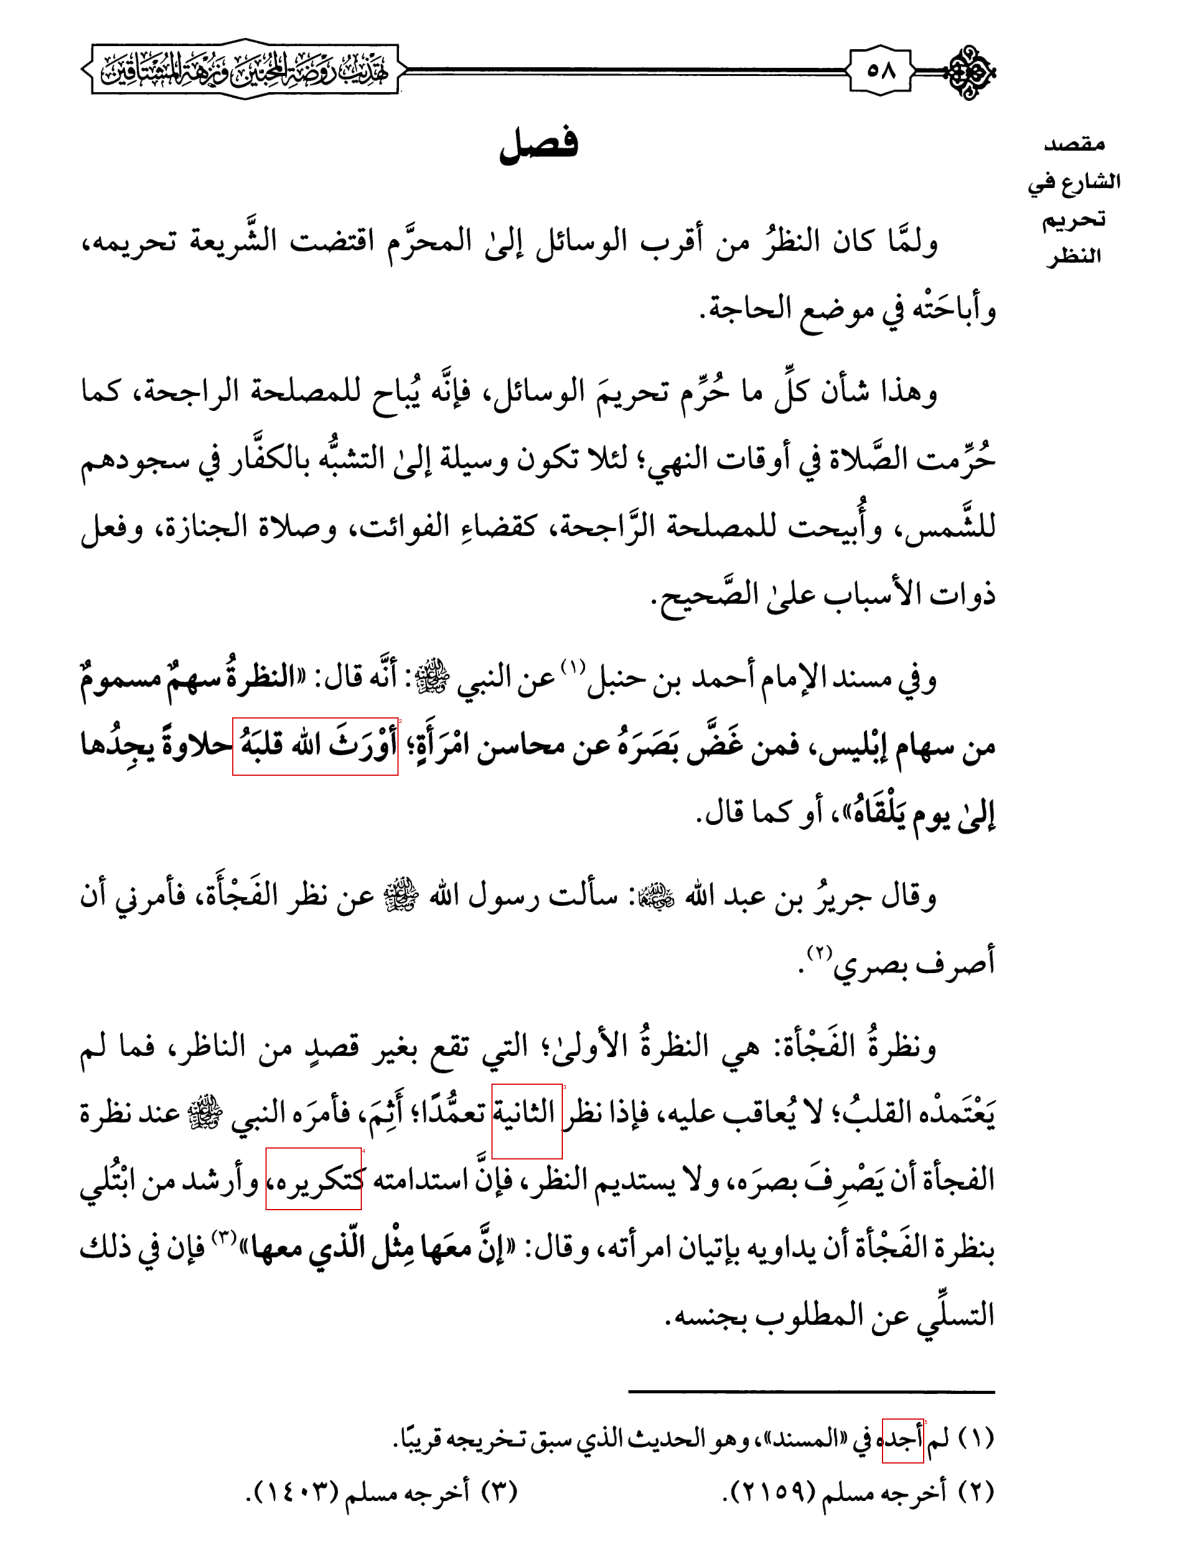 تهذيب روضة المحبين ونزهة المشتاقين
٥٨
مقصد
الشارع في
تحريم
النظر
فصل
ولمَّا كان النظرُ من أقرب الوسائل إلىٰ المحرَّم اقتضت الشَّريعة تحريمه،
وأباحَتْه في موضع الحاجة.
وهذا شأن كلِّ ما حُرِّم تحريمَ الوسائل، فإنَّه يُباح للمصلحة الراجحة، كما
حُرِّمت الصَّلاة في أوقات النهي؛ لئلا تكون وسيلة إلىٰ التشبُّه بالكفَّار في سجودهم
للشَّمس، وأُبيحت للمصلحة الرَّاجحة، كقضاءِ الفوائت، وصلاة الجنازة، وفعل
ذوات الأسباب علىٰ الصَّحيح.
وفي مسند الإمام أحمد بن حنبل(١) عن النبي ﷺ: أنَّه قال: «النظرةُ سهمٌ مسمومٌ
من سهام إبْليس، فمن غَضَّ بَصَرَهُ عن محاسن امْرَأَةٍ؛ أوْرَثَ الله قلبَهُ حلاوةً يجِدُها
إلىٰ يوم يَلْقَاهُ»، أو كما قال.
وقال جريرُ بن عبد الله رضي الله عنه: سألت رسول الله ﷺ عن نظر الفَجْأَة، فأمرني أن
أصرف بصري(٢).
ونظرةُ الفَجْأة: هي النظرةُ الأولىٰ؛ التي تقع بغير قصدٍ من الناظر، فما لم
يَعْتَمدْه القلبُ؛ لا يُعاقب عليه، فإذا نظر الثانية تعمُّدًا؛ أَثِمَ، فأمرَه النبي ﷺ عند نظرة
الفجأة أن يَصْرِفَ بصرَه، ولا يستديم النظر، فإنَّ استدامته كتكريره، وأرشد من ابْتُلي
بنظرة الفَجْأة أن يداويه بإتيان امرأته، وقال: «إنَّ معَها مِثْل الّذي معها»(٣) فإن في ذلك
التسلِّي عن المطلوب بجنسه.
(١) لم أجده في «المسند»، وهو الحديث الذي سبق تخريجه قريبًا.
(٢) أخرجه مسلم (٢١٥٩). (٣) أخرجه مسلم (١٤٠٣).